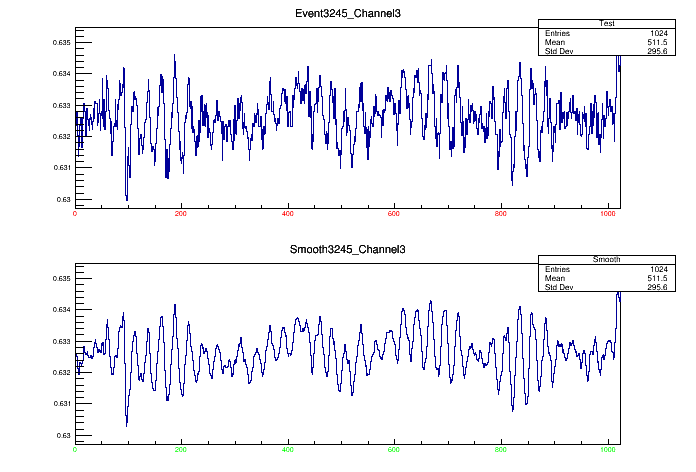 Event3245_Channel3
Test
Entries 1024
Mean 511.5
Std Dev 295.6
0.635
0.634
0.633
0.632
0.631
0.63
0 200 400 600 800 1000
Smooth3245_Channel3
Smooth
Entries 1024
Mean 511.5
Std Dev 295.6
0.635
0.634
0.633
0.632
0.631
0.63
0 200 400 600 800 1000